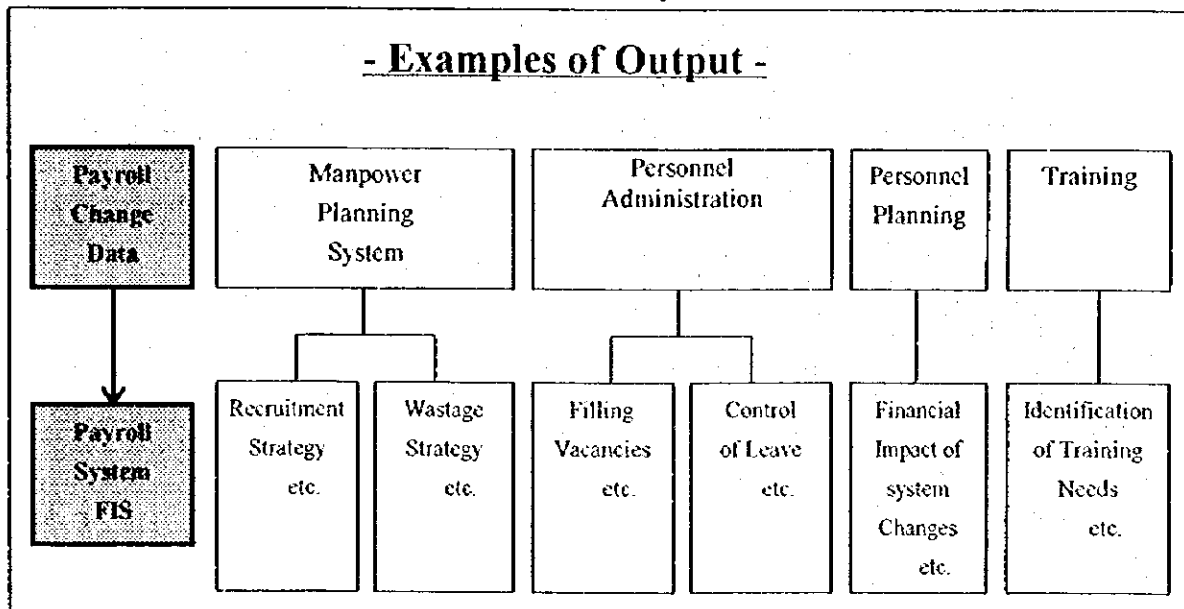 - Examples of Output -
Payroll
Change
Data
Manpower
Planning
System
Personnel
Administration
Personnel
Planning
Training
Payroll
System
FIS
Recruitment
Strategy
etc.
Wastage
Strategy
etc.
Filling
Vacancies
etc.
Control
of Leave
etc.
Financial
Impact of
system
Changes
etc.
Identification
of Training
Needs
etc.